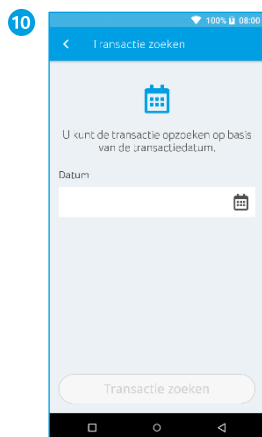 10
100% 08:00
Transactie zoeken
U kunt de transactie opzoeken op basis
van de transactiedatum.
Datum
Transactie zoeken